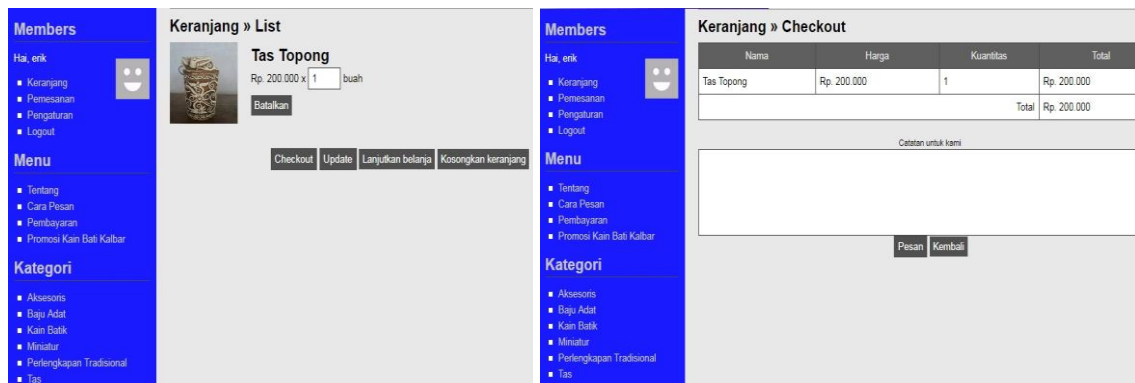 Members
Hai, erik
Keranjang
Pemesanan
Pengaturan
Logout
Menu
Tentang
Cara Pesan
Pembayaran
Promosi Kain Bati Kalbar
Kategori
Aksesoris
Baju Adat
Kain Batik
Miniatur
Perlengkapan Tradisional
Tas
Keranjang » List
Tas Topong
Rp. 200.000 x 1 buah
Batalkan
Checkout Update Lanjutkan belanja Kosongkan keranjang
Members
Hai, erik
Keranjang
Pemesanan
Pengaturan
Logout
Menu
Tentang
Cara Pesan
Pembayaran
Promosi Kain Bati Kalbar
Kategori
Aksesoris
Baju Adat
Kain Batik
Miniatur
Perlengkapan Tradisional
Tas
Keranjang » Checkout
Nama Harga Kuantitas Total
Tas Topong Rp. 200.000 1 Rp. 200.000
Total Rp. 200.000
Catatan untuk kami
Pesan Kembali